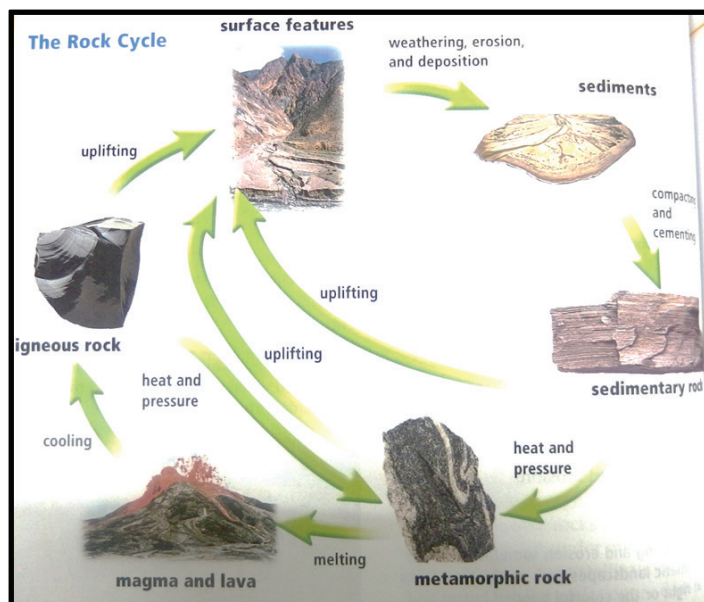 The Rock Cycle
surface features
weathering, erosion,
and deposition
sediments
uplifting
compacting
and
cementing
igneous rock
uplifting
uplifting
sedimentary rock
heat and
pressure
heat and
pressure
cooling
melting
magma and lava
metamorphic rock